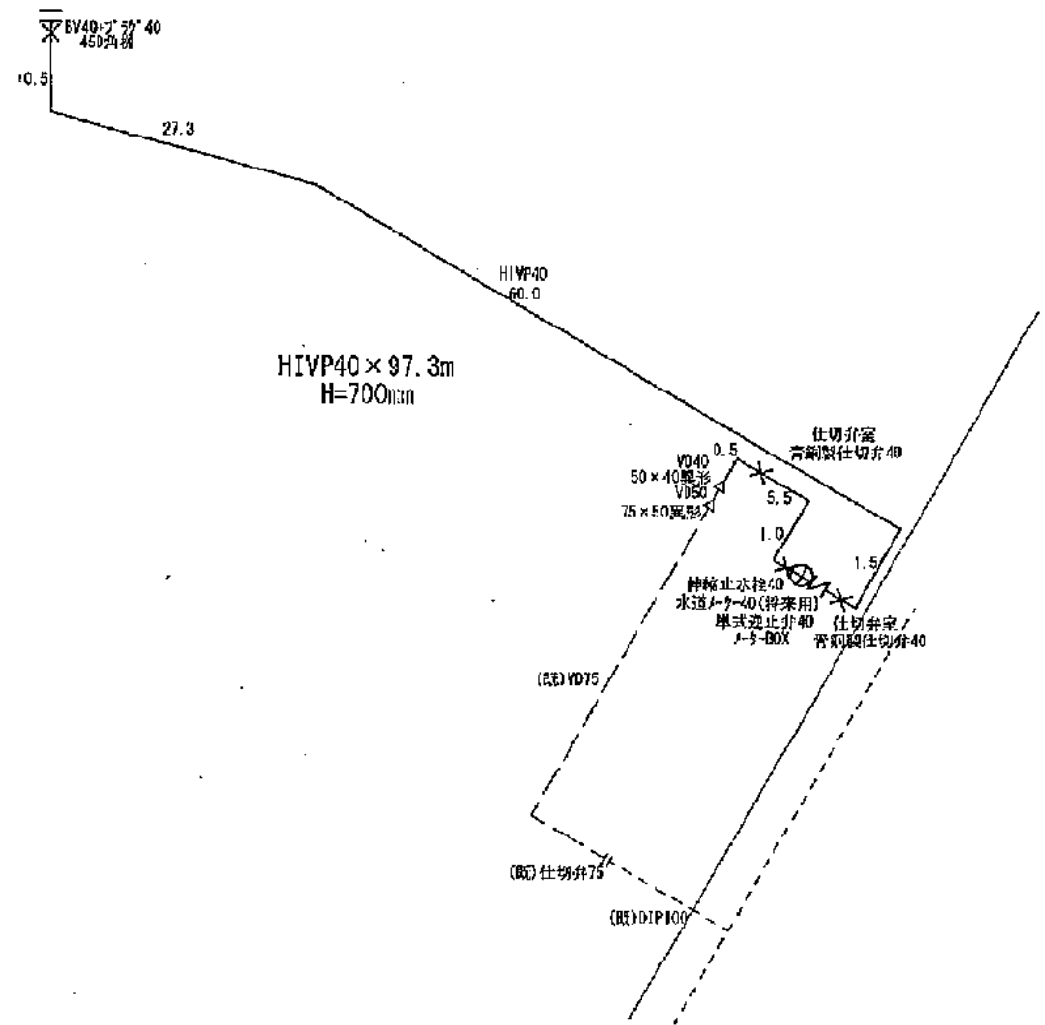 BV40+プラグ40
450角桝
10.5
27.3
HIVP40
60.0
HIVP40×97.3m
H=700mm
仕切弁室
青銅製仕切弁40
0.5
VD40
50×40異形
VD50
75×50異形
5.5
1.0
1.5
伸縮止水栓40
水道メーター40(将来用)
単式逆止弁40
メーターBOX
仕切弁室
青銅製仕切弁40
(既)VD75
(既)仕切弁75
(既)DIP100